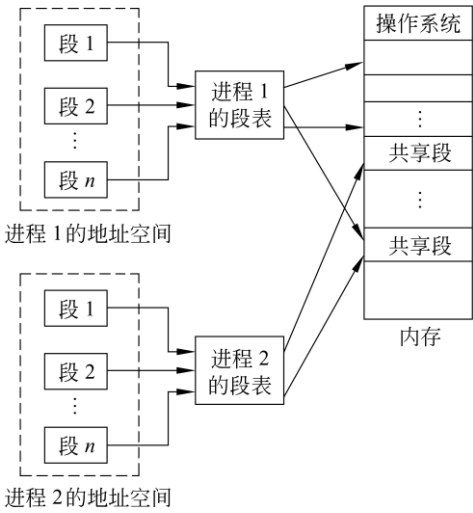 段 1
段 2
⋮
段 n
进程 1 的地址空间
进程 1
的段表
段 1
段 2
⋮
段 n
进程 2 的地址空间
进程 2
的段表
操作系统
⋮
共享段
⋮
共享段
内存